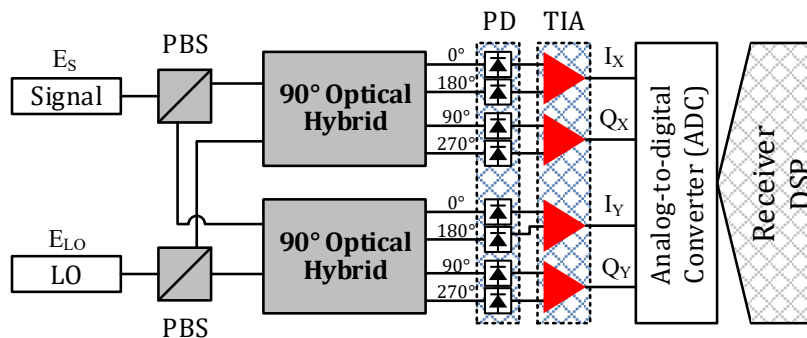 PD TIA
E_S
PBS
Signal
90° Optical
Hybrid
0°
180°
90°
270°
I_X
Q_X
Analog-to-digital
Converter (ADC)
Receiver
DSP
E_LO
LO
PBS
90° Optical
Hybrid
0°
180°
90°
270°
I_Y
Q_Y